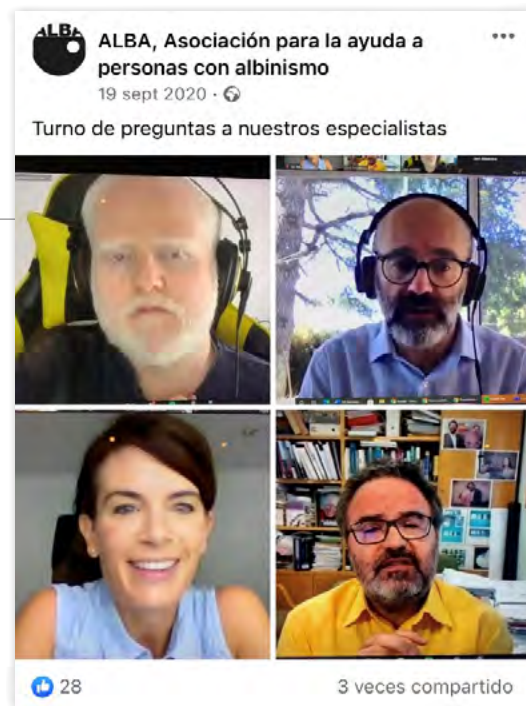 ALBA
ALBA, Asociación para la ayuda a
personas con albinismo
19 sept 2020 ·
Turno de preguntas a nuestros especialistas
28
3 veces compartido